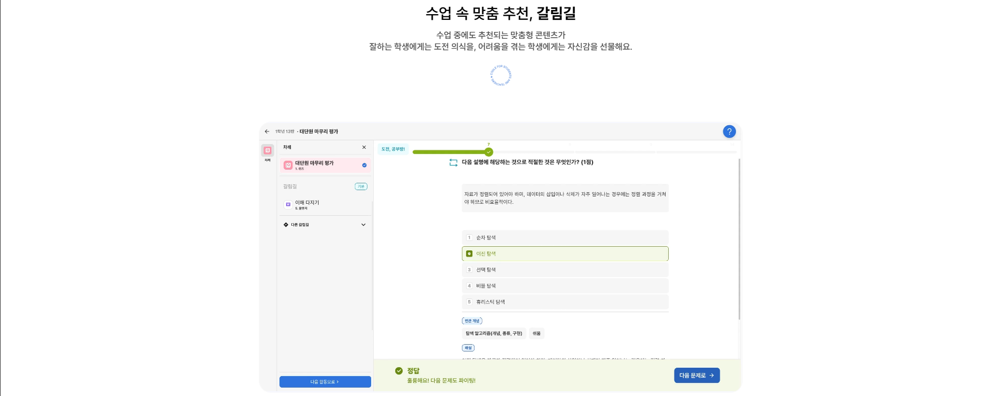 수업 속 맞춤 추천, 갈림길
수업 중에도 추천되는 맞춤형 콘텐츠가
잘하는 학생에게는 도전 의식을, 어려움을 겪는 학생에게는 자신감을 선물해요.
FOR STUDENTS AND TEACHERS
1학년 13반 · 대단원 마무리 평가
?
차례
차례
대단원 마무리 평가
1. 퀴즈
갈림길
기본
이해 다지기
5. 활동지
다른 갈림길
다음 활동으로 >
도전, 공부방!
7
다음 설명에 해당하는 것으로 적절한 것은 무엇인가? (1점)
자료가 정렬되어 있어야 하며, 데이터의 삽입이나 삭제가 자주 일어나는 경우에는 정렬 과정을 거쳐
야 하므로 비효율적이다.
1 순차 탐색
이진 탐색
3 선택 탐색
4 버블 탐색
5 휴리스틱 탐색
연관 개념
탐색 알고리즘(개념, 종류, 구현) 쉬움
해설
정답
훌륭해요! 다음 문제도 파이팅!
다음 문제로 →